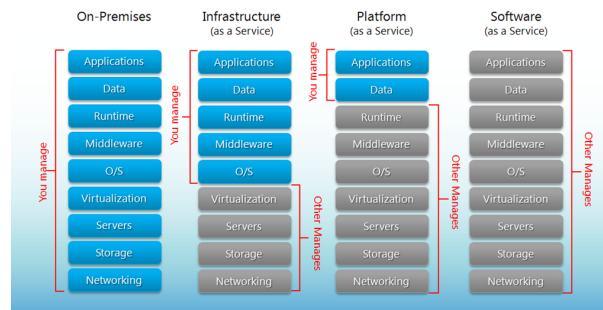 On-Premises
You manage
Applications
Data
Runtime
Middleware
O/S
Virtualization
Servers
Storage
Networking
Infrastructure
(as a Service)
You manage
Applications
Data
Runtime
Middleware
O/S
Virtualization
Servers
Storage
Networking
Other Manages
Platform
(as a Service)
You manage
Applications
Data
Runtime
Middleware
O/S
Virtualization
Servers
Storage
Networking
Other Manages
Software
(as a Service)
Applications
Data
Runtime
Middleware
O/S
Virtualization
Servers
Storage
Networking
Other Manages